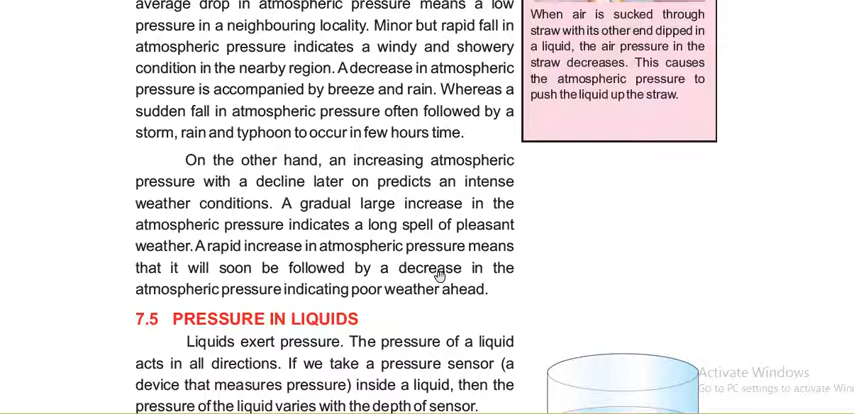 average drop in atmospheric pressure means a low
pressure in a neighbouring locality. Minor but rapid fall in
atmospheric pressure indicates a windy and showery
condition in the nearby region. A decrease in atmospheric
pressure is accompanied by breeze and rain. Whereas a
sudden fall in atmospheric pressure often followed by a
storm, rain and typhoon to occur in few hours time.
On the other hand, an increasing atmospheric
pressure with a decline later on predicts an intense
weather conditions. A gradual large increase in the
atmospheric pressure indicates a long spell of pleasant
weather. A rapid increase in atmospheric pressure means
that it will soon be followed by a decrease in the
atmospheric pressure indicating poor weather ahead.
7.5 PRESSURE IN LIQUIDS
Liquids exert pressure. The pressure of a liquid
acts in all directions. If we take a pressure sensor (a
device that measures pressure) inside a liquid, then the
pressure of the liquid varies with the depth of sensor.
When air is sucked through
straw with its other end dipped in
a liquid, the air pressure in the
straw decreases. This causes
the atmospheric pressure to
push the liquid up the straw.
Activate Windows
Go to PC settings to activate Win